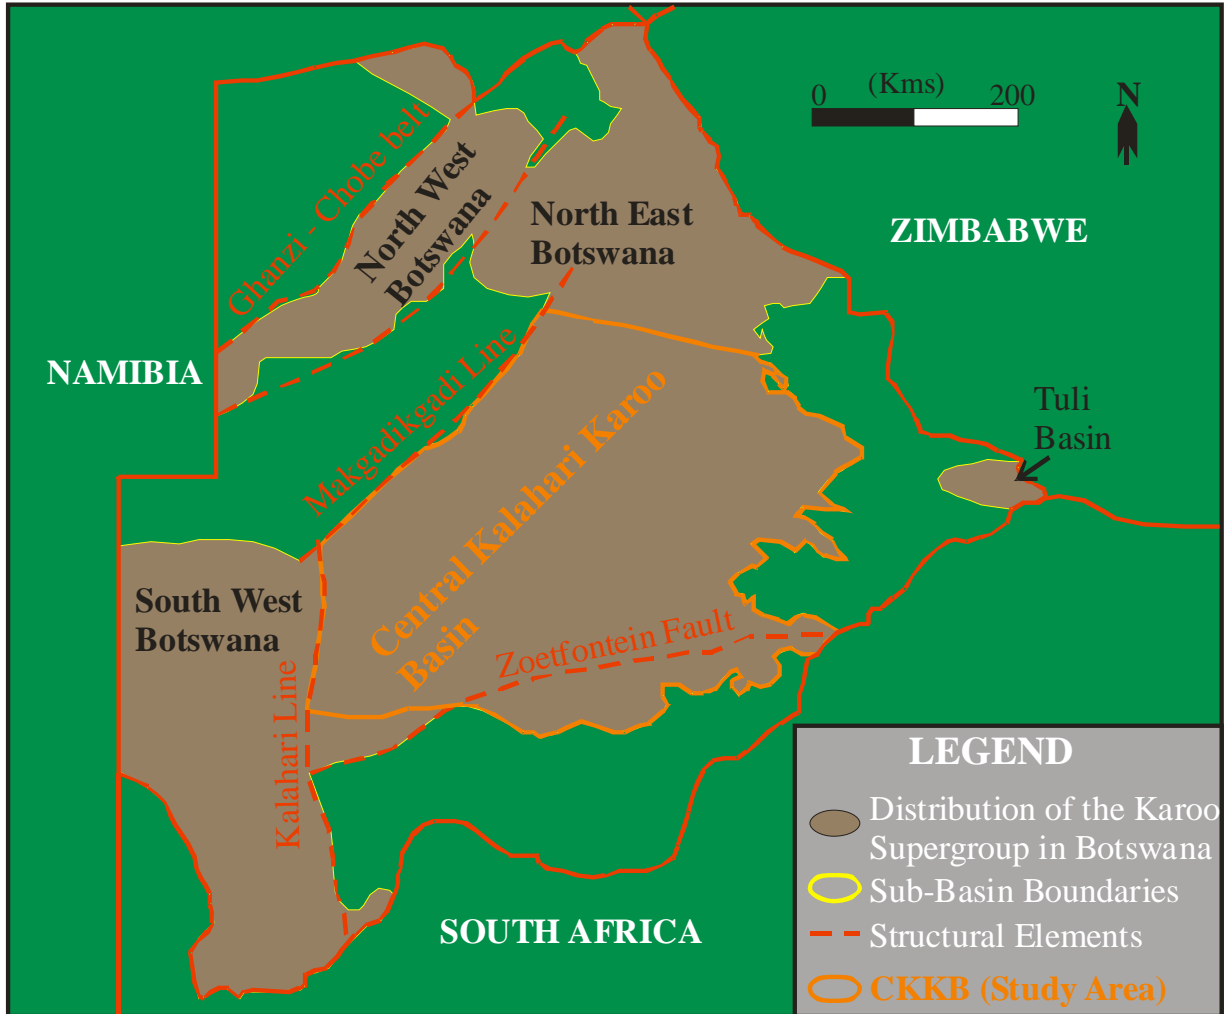 0 (Kms) 200
N
Ghanzi - Chobe belt
North West
Botswana
North East
Botswana
ZIMBABWE
NAMIBIA
Makgadikgadi Line
Tuli
Basin
Central Kalahari Karoo
Basin
South West
Botswana
Zoetfontein Fault
Kalahari Line
SOUTH AFRICA
LEGEND
Distribution of the Karoo
Supergroup in Botswana
Sub-Basin Boundaries
Structural Elements
CKKB (Study Area)